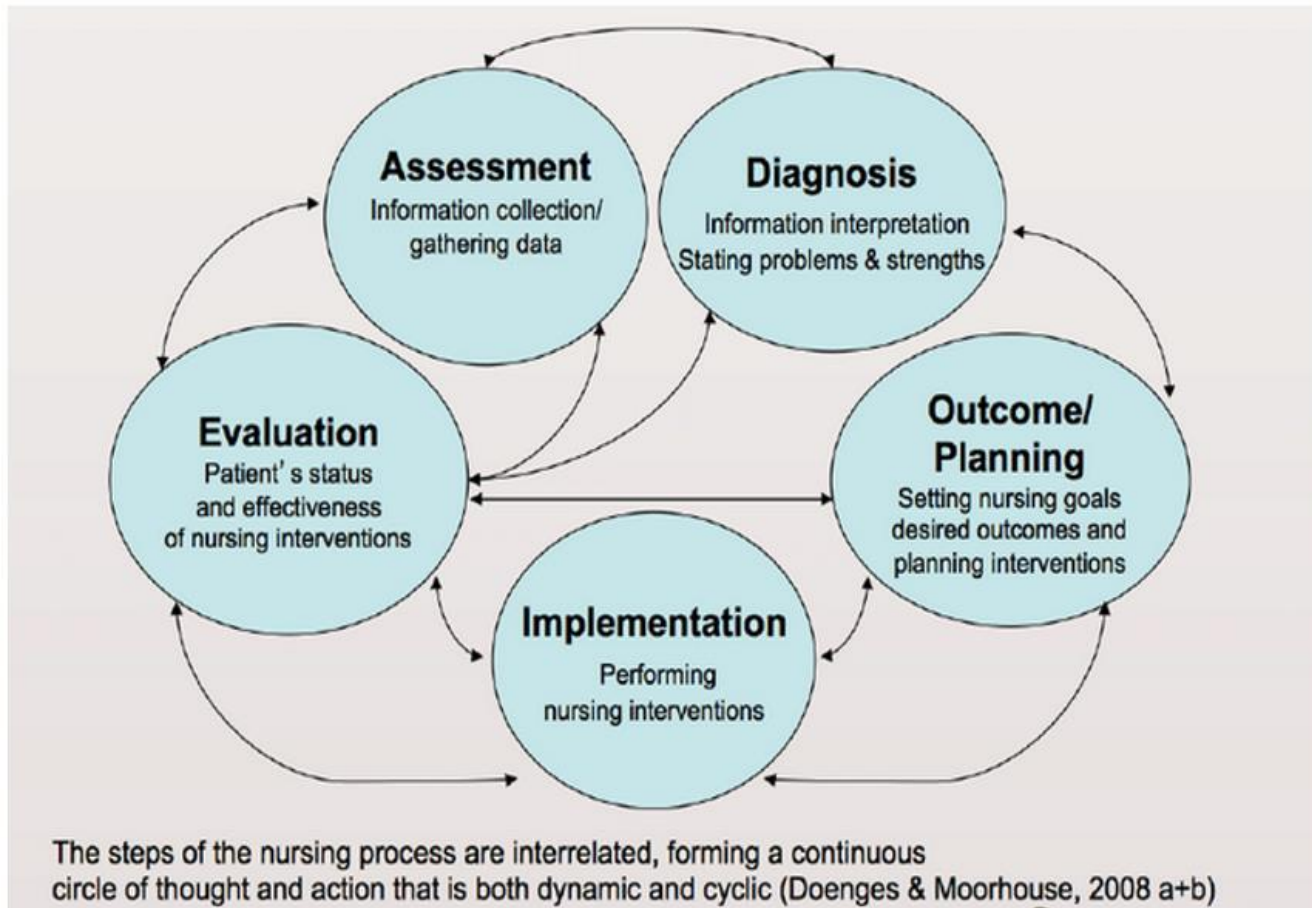 Assessment
Information collection/
gathering data
Diagnosis
Information interpretation
Stating problems & strengths
Evaluation
Patient's status
and effectiveness
of nursing interventions
Outcome/
Planning
Setting nursing goals
desired outcomes and
planning interventions
Implementation
Performing
nursing interventions
The steps of the nursing process are interrelated, forming a continuous
circle of thought and action that is both dynamic and cyclic (Doenges & Moorhouse, 2008 a+b)